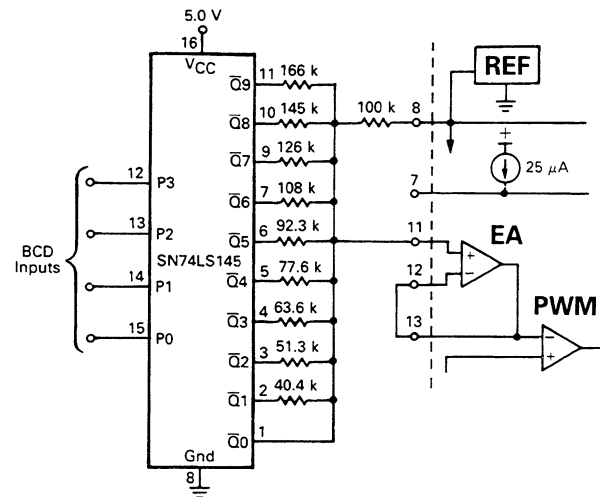 5.0 V
16
VCC
Q̅9 11 166 k
Q̅8 10 145 k
100 k 8
REF
Q̅7 9 126 k
+
25 μA
7
12 P3
Q̅6 7 108 k
13 P2
Q̅5 6 92.3 k
11
EA
+
−
BCD
Inputs
SN74LS145
Q̅4 5 77.6 k
12
14 P1
Q̅3 4 63.6 k
13
PWM
−
+
15 P0
Q̅2 3 51.3 k
Q̅1 2 40.4 k
Q̅0 1
Gnd
8